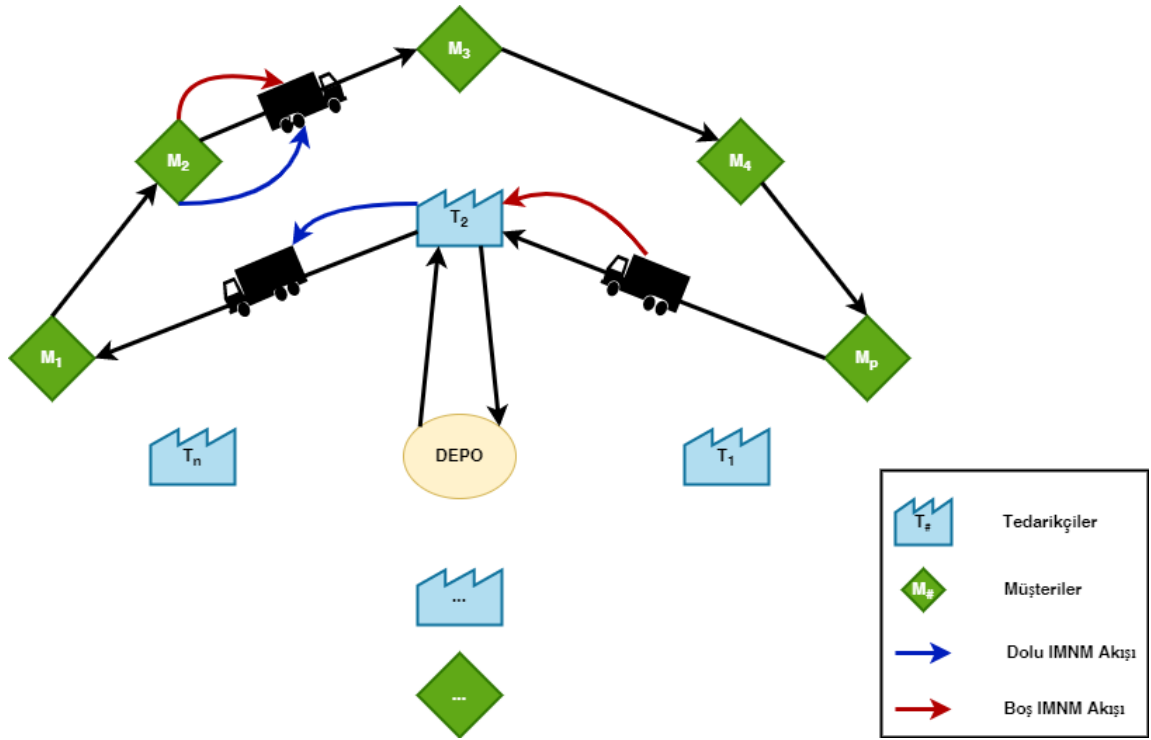 M3
M2
M4
T2
M1
Mp
Tn
DEPO
T1
...
...
T# Tedarikçiler
M# Müşteriler
Dolu IMNM Akışı
Boş IMNM Akışı